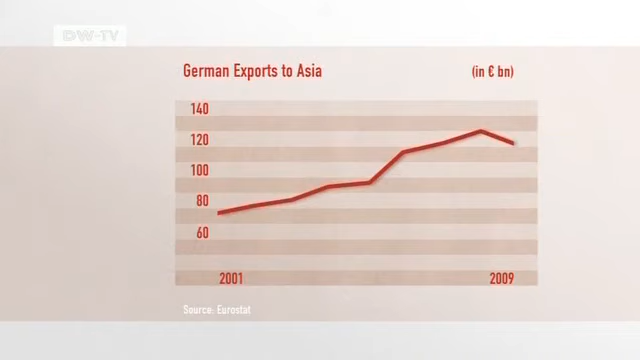 DW-TV
German Exports to Asia (in € bn)
140
120
100
80
60
2001 2009
Source: Eurostat